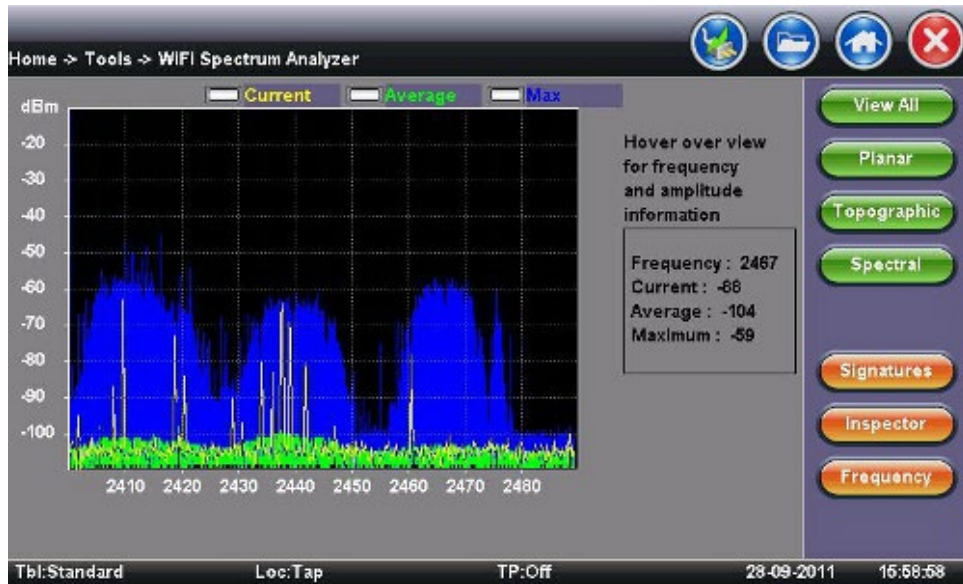 Home -> Tools -> WIFI Spectrum Analyzer
Current Average Max
dBm
-20
-30
-40
-50
-60
-70
-80
-90
-100
2410 2420 2430 2440 2450 2460 2470 2480
Hover over view
for frequency
and amplitude
information
Frequency : 2467
Current : -88
Average : -104
Maximum : -59
View All
Planar
Topographic
Spectral
Signatures
Inspector
Frequency
Tbl:Standard Loc:Tap TP:Off 28-09-2011 15:58:58